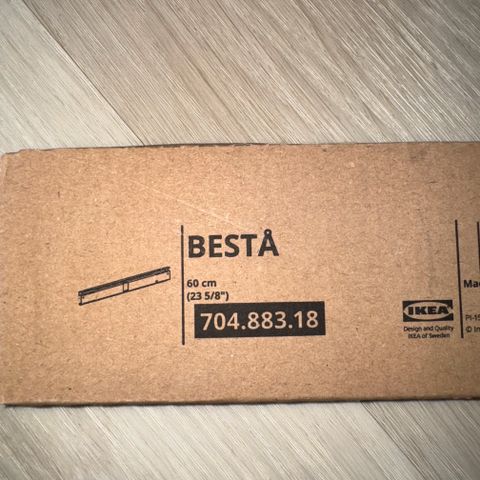 BESTÅ
60 cm
(23 5/8")
704.883.18
IKEA
Design and Quality
IKEA of Sweden